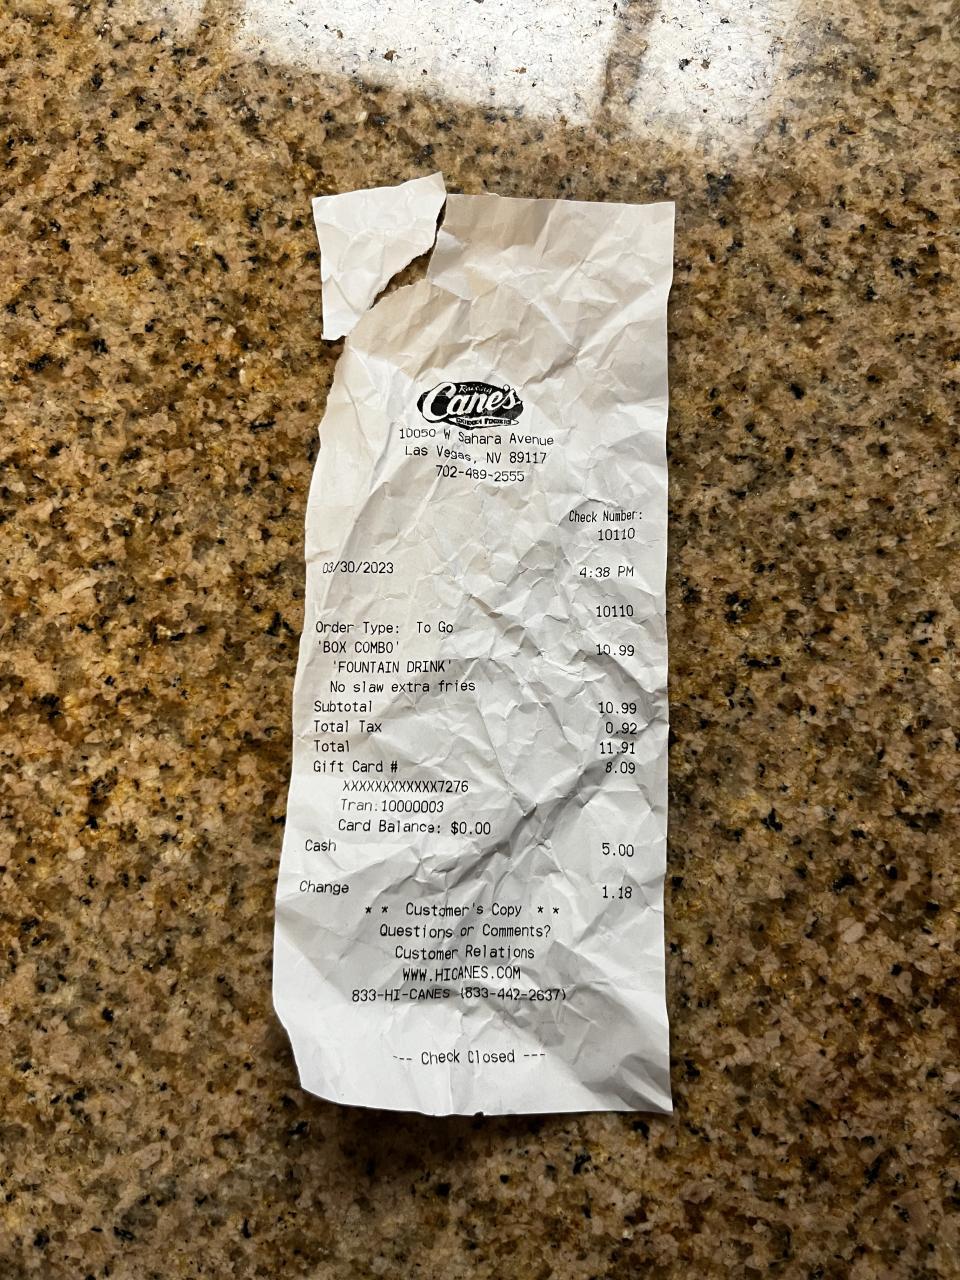 Raising
Cane's
CHICKEN FINGERS
10050 W Sahara Avenue
Las Vegas, NV 89117
702-489-2555
Check Number:
10110
03/30/2023 4:38 PM
10110
Order Type: To Go
'BOX COMBO' 10.99
'FOUNTAIN DRINK'
No slaw extra fries
Subtotal 10.99
Total Tax 0.92
Total 11.91
Gift Card # 8.09
XXXXXXXXXXXX7276
Tran:10000003
Card Balance: $0.00
Cash 5.00
Change 1.18
* * Customer's Copy * *
Questions or Comments?
Customer Relations
WWW.HICANES.COM
833-HI-CANES (833-442-2637)
--- Check Closed ---